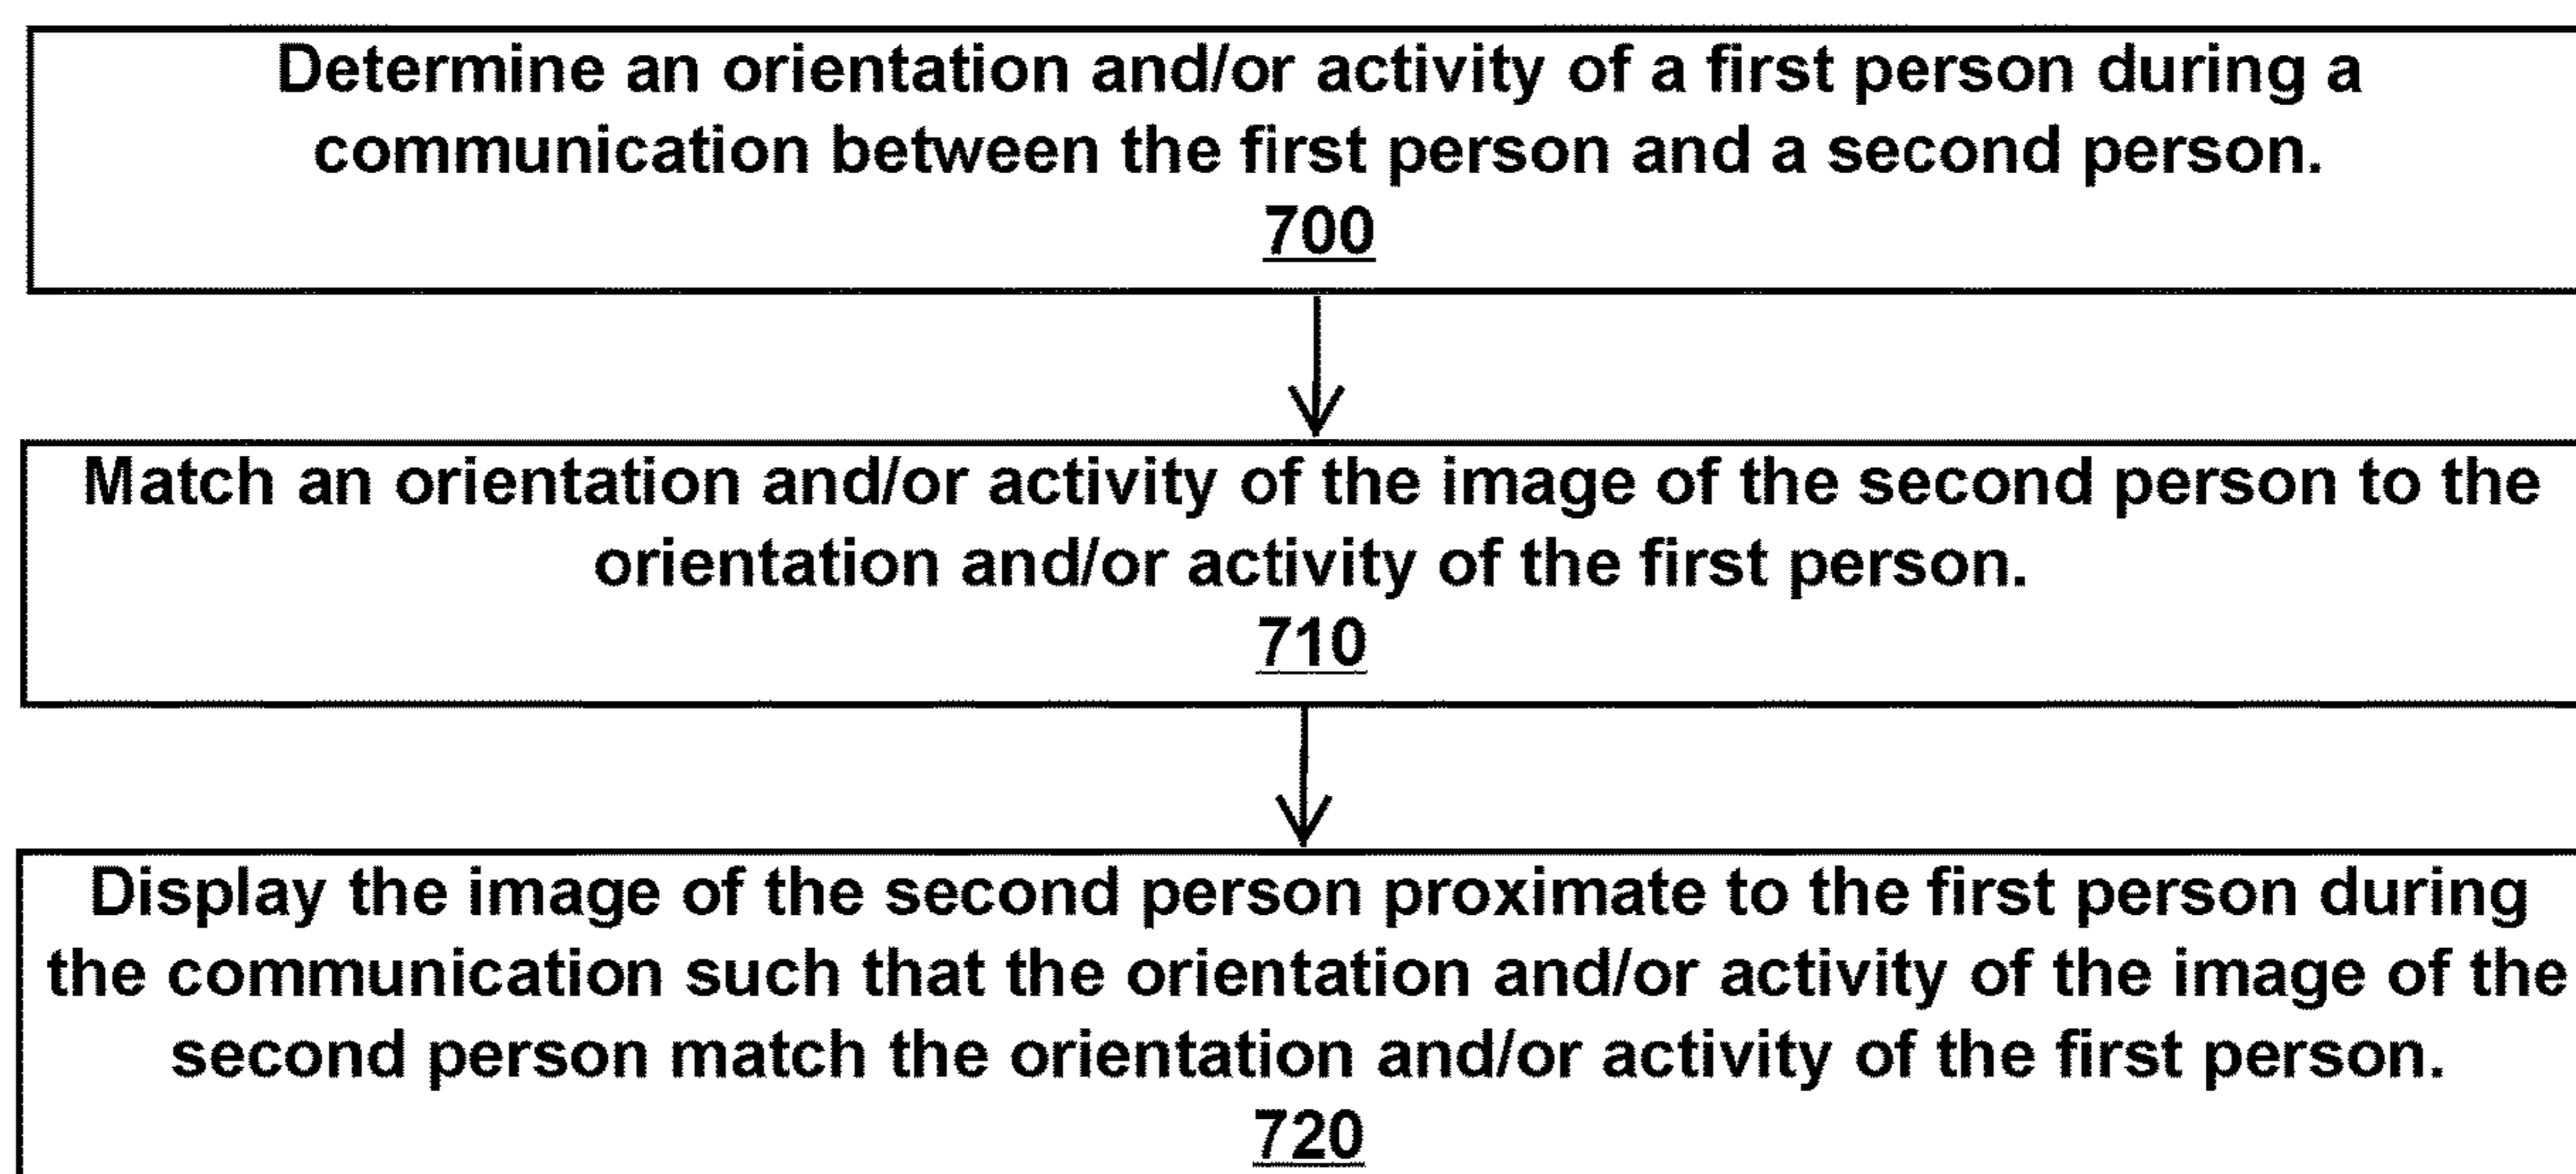 Determine an orientation and/or activity of a first person during a
communication between the first person and a second person.
700
Match an orientation and/or activity of the image of the second person to the
orientation and/or activity of the first person.
710
Display the image of the second person proximate to the first person during
the communication such that the orientation and/or activity of the image of the
second person match the orientation and/or activity of the first person.
720